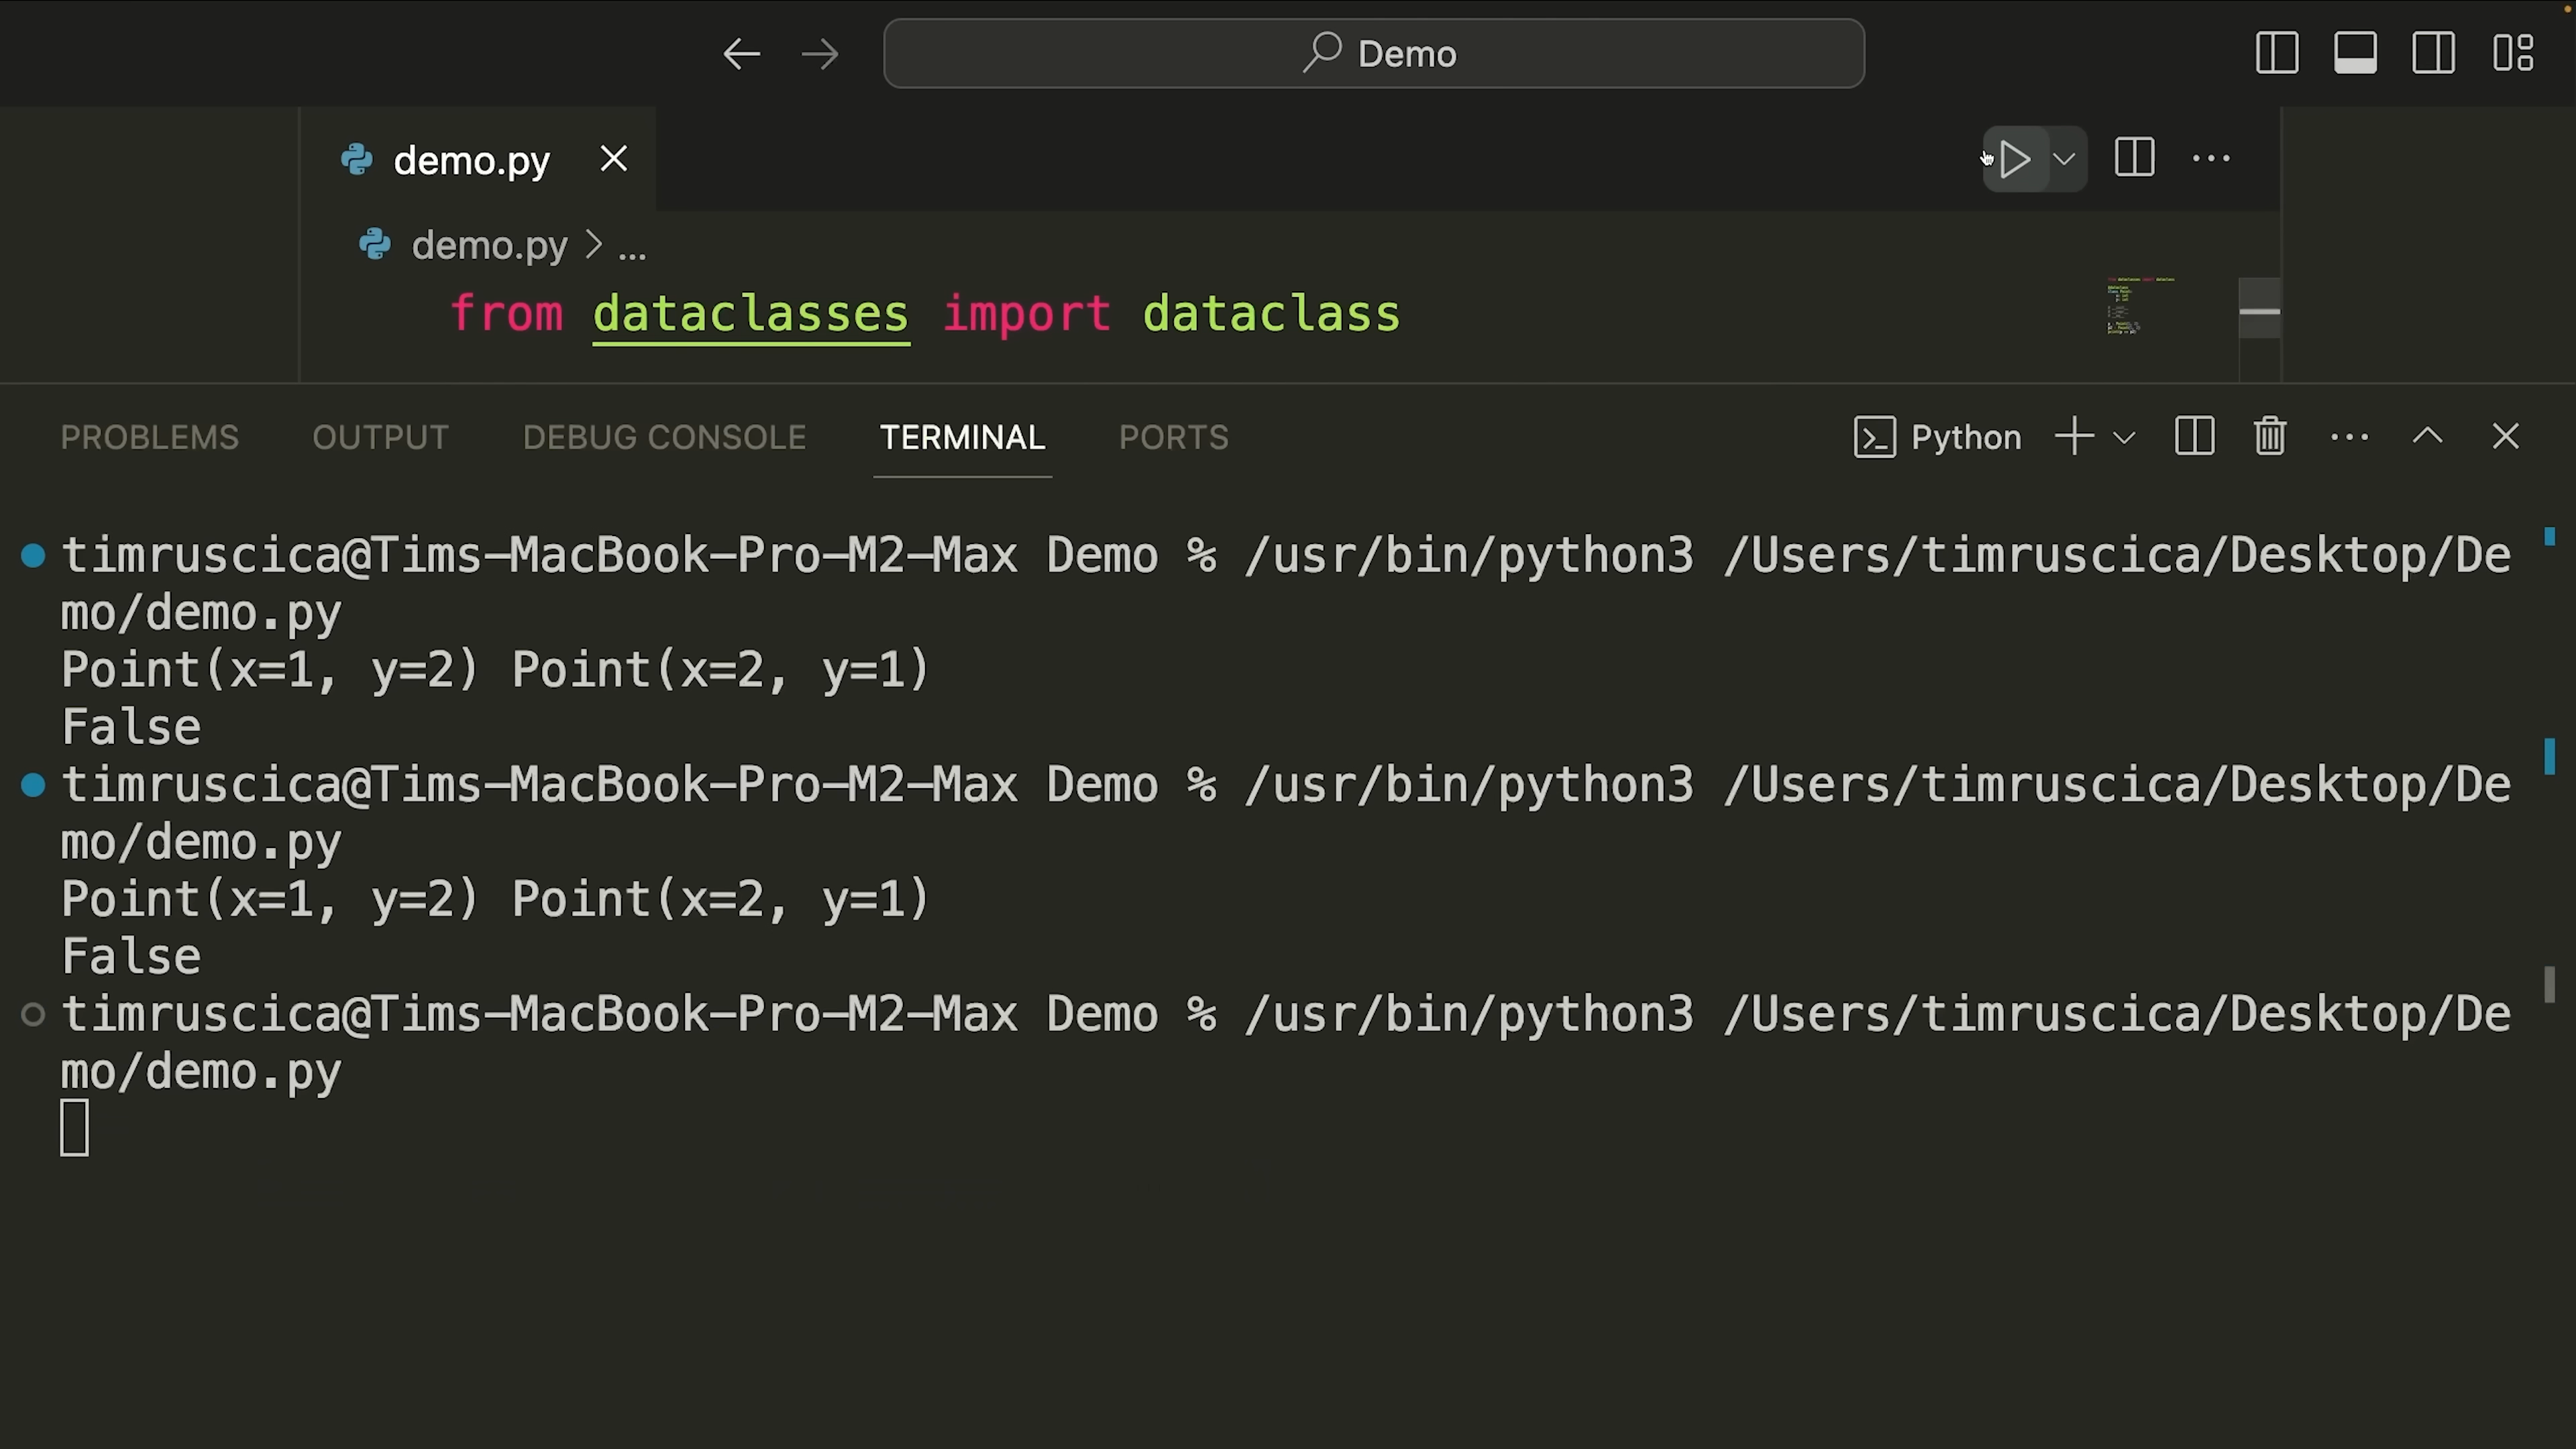 Demo
demo.py
demo.py > ...
from dataclasses import dataclass
PROBLEMS OUTPUT DEBUG CONSOLE TERMINAL PORTS Python
timruscica@Tims-MacBook-Pro-M2-Max Demo % /usr/bin/python3 /Users/timruscica/Desktop/De
mo/demo.py
Point(x=1, y=2) Point(x=2, y=1)
False
timruscica@Tims-MacBook-Pro-M2-Max Demo % /usr/bin/python3 /Users/timruscica/Desktop/De
mo/demo.py
Point(x=1, y=2) Point(x=2, y=1)
False
timruscica@Tims-MacBook-Pro-M2-Max Demo % /usr/bin/python3 /Users/timruscica/Desktop/De
mo/demo.py